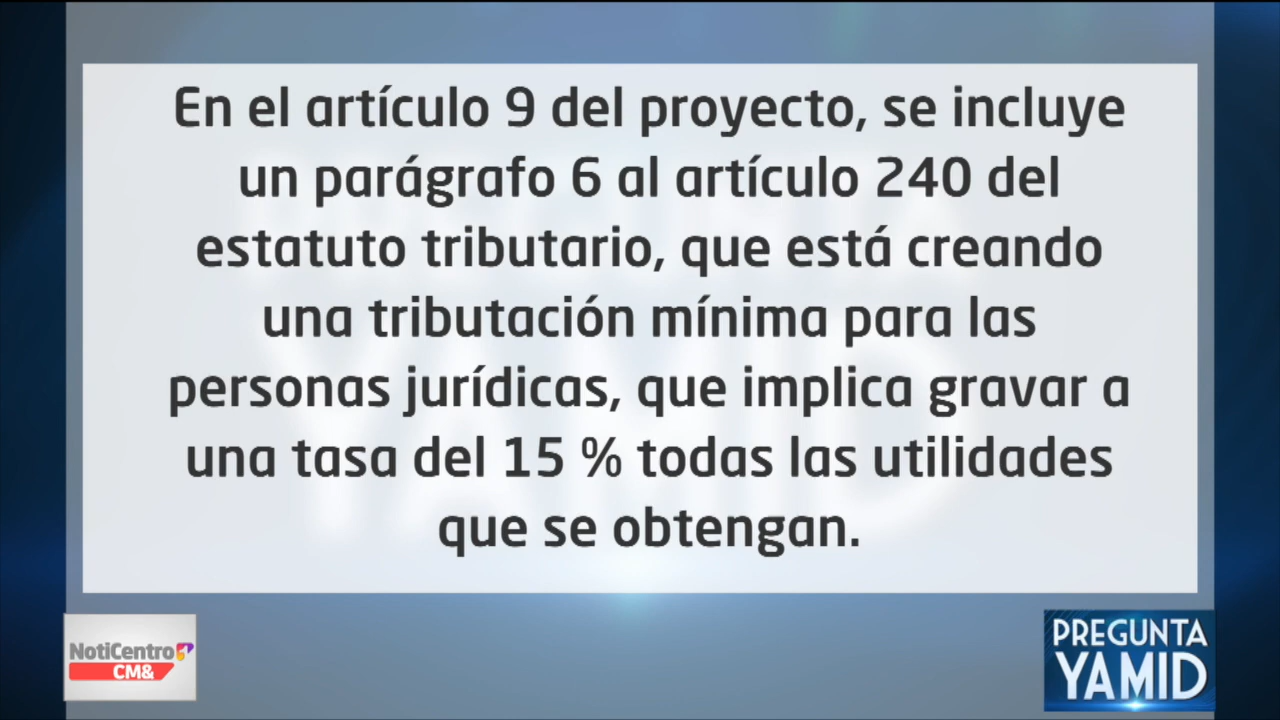 En el artículo 9 del proyecto, se incluye
un parágrafo 6 al artículo 240 del
estatuto tributario, que está creando
una tributación mínima para las
personas jurídicas, que implica gravar a
una tasa del 15 % todas las utilidades
que se obtengan.
NotiCentro 1
CM&
PREGUNTA
YAMID